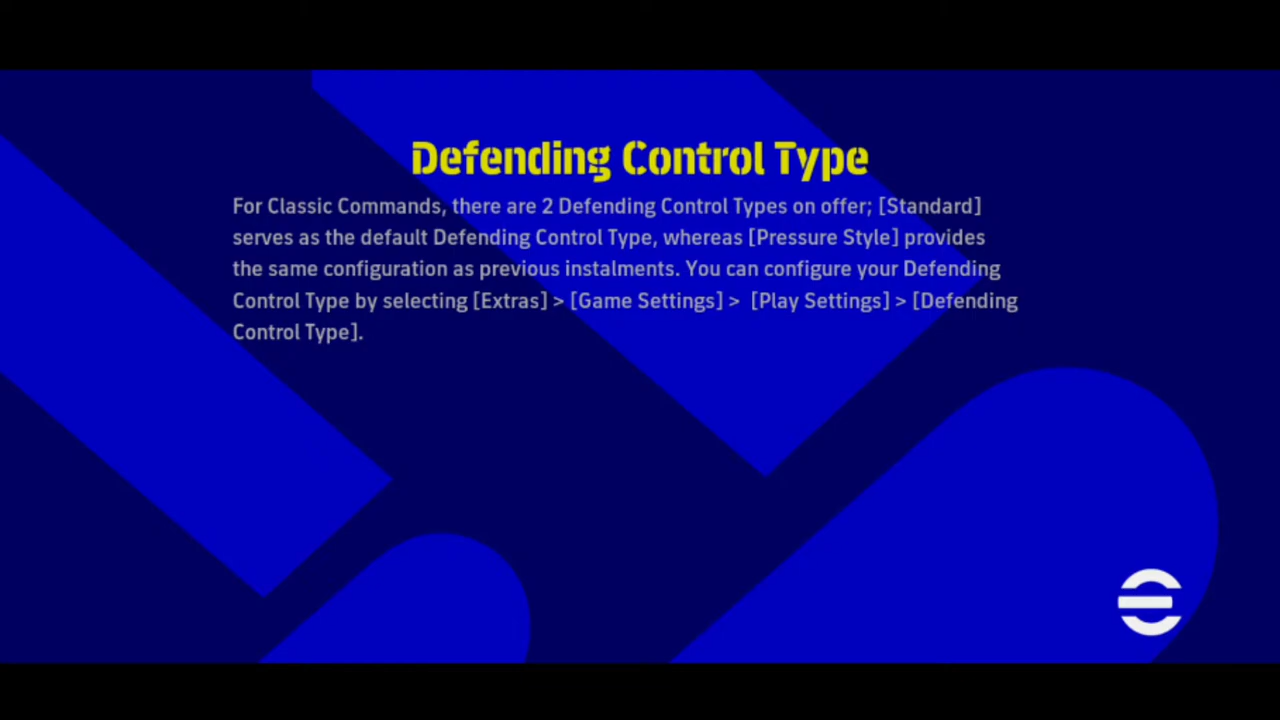 Defending Control Type
For Classic Commands, there are 2 Defending Control Types on offer; [Standard]
serves as the default Defending Control Type, whereas [Pressure Style] provides
the same configuration as previous instalments. You can configure your Defending
Control Type by selecting [Extras] > [Game Settings] > [Play Settings] > [Defending
Control Type].